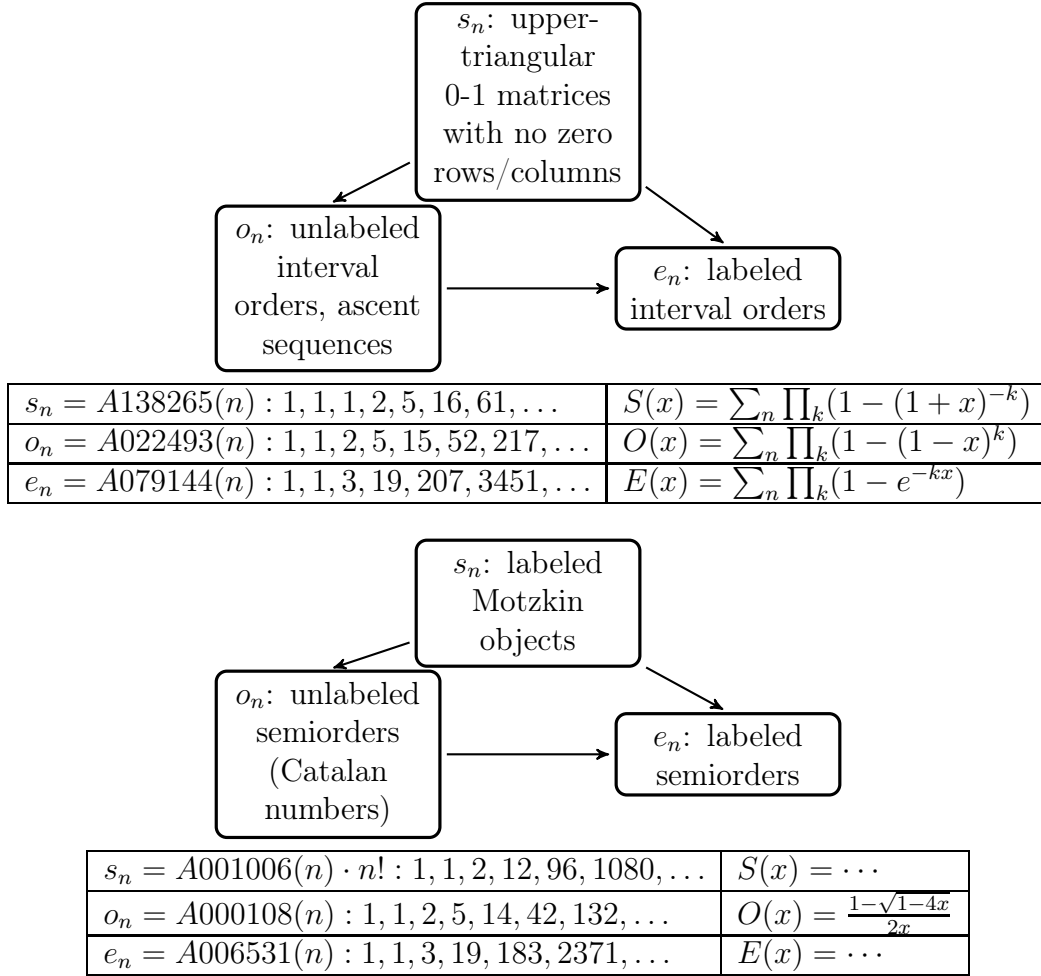 s_n: upper-
triangular
0-1 matrices
with no zero
rows/columns
o_n: unlabeled
interval
orders, ascent
sequences
e_n: labeled
interval orders
s_n = A138265(n) : 1, 1, 1, 2, 5, 16, 61, … S(x) = ∑_n ∏_k(1 − (1 + x)^{−k})
o_n = A022493(n) : 1, 1, 2, 5, 15, 52, 217, … O(x) = ∑_n ∏_k(1 − (1 − x)^k)
e_n = A079144(n) : 1, 1, 3, 19, 207, 3451, … E(x) = ∑_n ∏_k(1 − e^{−kx})
s_n: labeled
Motzkin
objects
o_n: unlabeled
semiorders
(Catalan
numbers)
e_n: labeled
semiorders
s_n = A001006(n) · n! : 1, 1, 2, 12, 96, 1080, … S(x) = ⋯
o_n = A000108(n) : 1, 1, 2, 5, 14, 42, 132, … O(x) = \frac{1−\sqrt{1−4x}}{2x}
e_n = A006531(n) : 1, 1, 3, 19, 183, 2371, … E(x) = ⋯